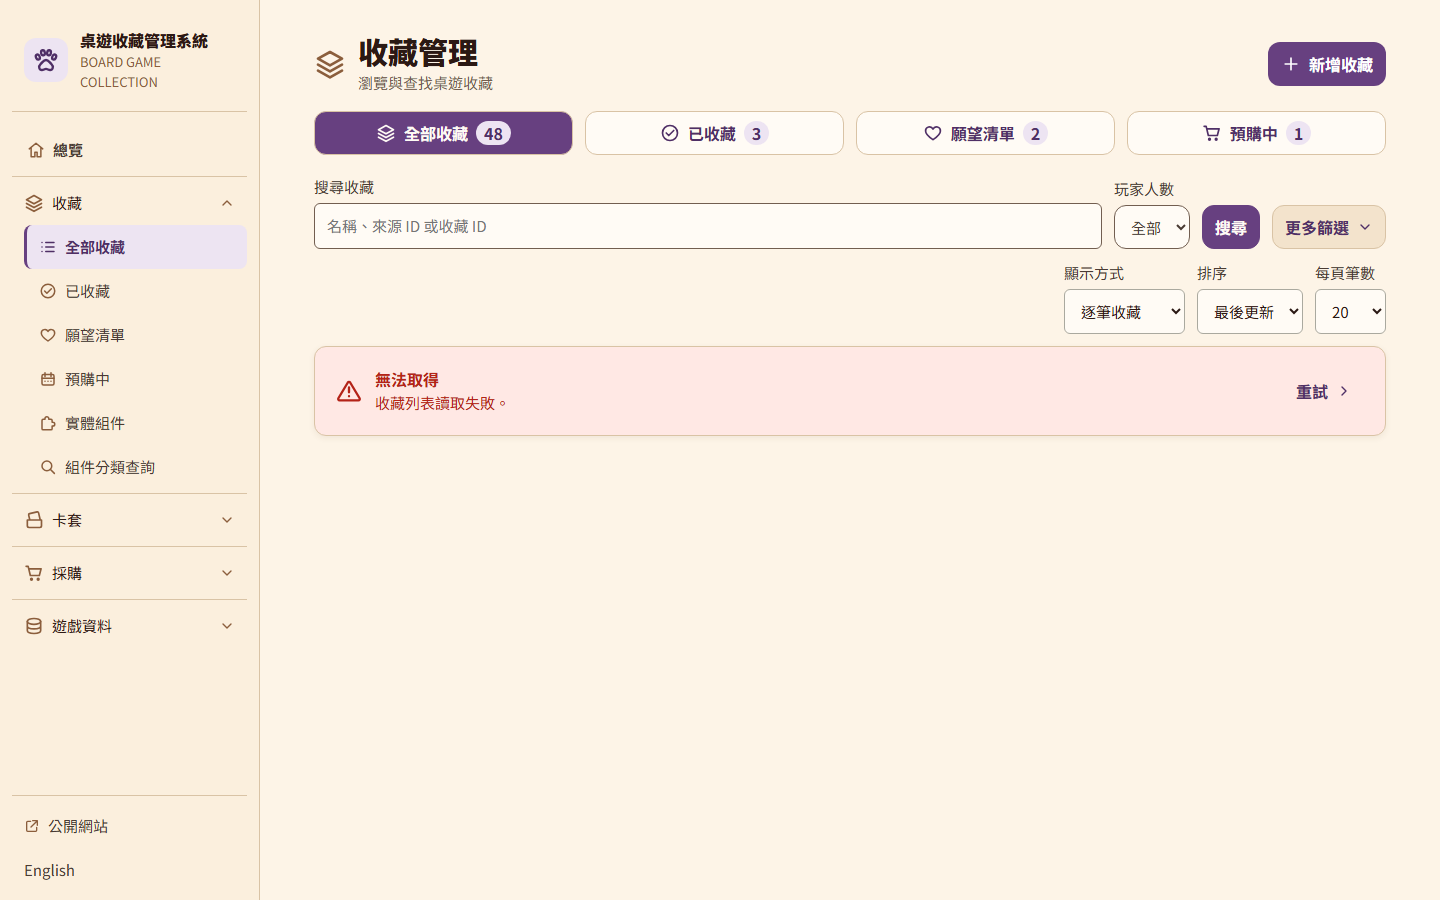 桌遊收藏管理系統
BOARD GAME
COLLECTION
總覽
收藏
全部收藏
已收藏
願望清單
預購中
實體組件
組件分類查詢
卡套
採購
遊戲資料
公開網站
English
收藏管理
瀏覽與查找桌遊收藏
新增收藏
全部收藏 48
已收藏 3
願望清單 2
預購中 1
搜尋收藏
名稱、來源 ID 或收藏 ID
玩家人數
全部
搜尋
更多篩選
顯示方式
逐筆收藏
排序
最後更新
每頁筆數
20
無法取得
收藏列表讀取失敗。
重試